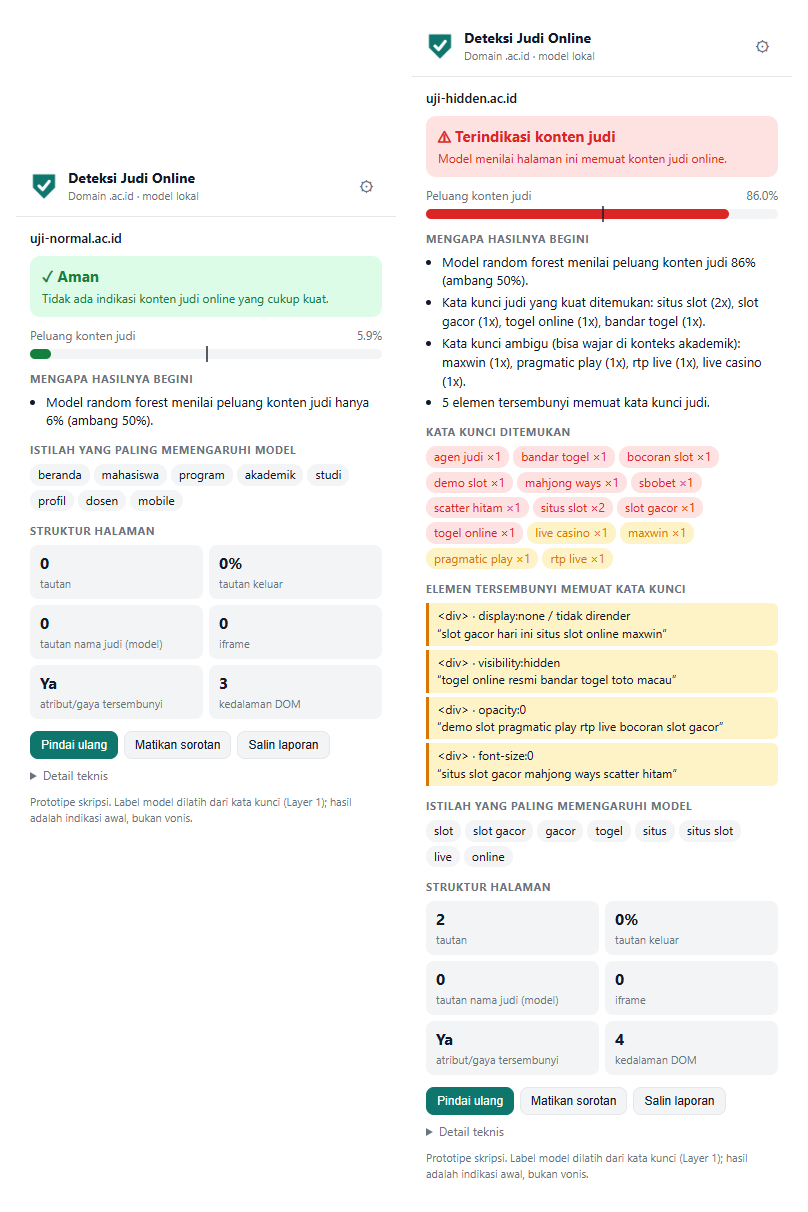 Deteksi Judi Online
Domain .ac.id · model lokal
uji-normal.ac.id
✓ Aman
Tidak ada indikasi konten judi online yang cukup kuat.
Peluang konten judi 5.9%
MENGAPA HASILNYA BEGINI
• Model random forest menilai peluang konten judi hanya
6% (ambang 50%).
ISTILAH YANG PALING MEMENGARUHI MODEL
beranda mahasiswa program akademik studi
profil dosen mobile
STRUKTUR HALAMAN
0 0%
tautan tautan keluar
0 0
tautan nama judi (model) iframe
Ya 3
atribut/gaya tersembunyi kedalaman DOM
Pindai ulang Matikan sorotan Salin laporan
▶ Detail teknis
Prototipe skripsi. Label model dilatih dari kata kunci (Layer 1); hasil
adalah indikasi awal, bukan vonis.
Deteksi Judi Online
Domain .ac.id · model lokal
uji-hidden.ac.id
⚠ Terindikasi konten judi
Model menilai halaman ini memuat konten judi online.
Peluang konten judi 86.0%
MENGAPA HASILNYA BEGINI
• Model random forest menilai peluang konten judi 86%
(ambang 50%).
• Kata kunci judi yang kuat ditemukan: situs slot (2x), slot
gacor (1x), togel online (1x), bandar togel (1x).
• Kata kunci ambigu (bisa wajar di konteks akademik):
maxwin (1x), pragmatic play (1x), rtp live (1x), live casino
(1x).
• 5 elemen tersembunyi memuat kata kunci judi.
KATA KUNCI DITEMUKAN
agen judi ×1 bandar togel ×1 bocoran slot ×1
demo slot ×1 mahjong ways ×1 sbobet ×1
scatter hitam ×1 situs slot ×2 slot gacor ×1
togel online ×1 live casino ×1 maxwin ×1
pragmatic play ×1 rtp live ×1
ELEMEN TERSEMBUNYI MEMUAT KATA KUNCI
<div> · display:none / tidak dirender
“slot gacor hari ini situs slot online maxwin”
<div> · visibility:hidden
“togel online resmi bandar togel toto macau”
<div> · opacity:0
“demo slot pragmatic play rtp live bocoran slot gacor”
<div> · font-size:0
“situs slot gacor mahjong ways scatter hitam”
ISTILAH YANG PALING MEMENGARUHI MODEL
slot slot gacor gacor togel situs situs slot
live online
STRUKTUR HALAMAN
2 0%
tautan tautan keluar
0 0
tautan nama judi (model) iframe
Ya 4
atribut/gaya tersembunyi kedalaman DOM
Pindai ulang Matikan sorotan Salin laporan
▶ Detail teknis
Prototipe skripsi. Label model dilatih dari kata kunci (Layer 1); hasil
adalah indikasi awal, bukan vonis.